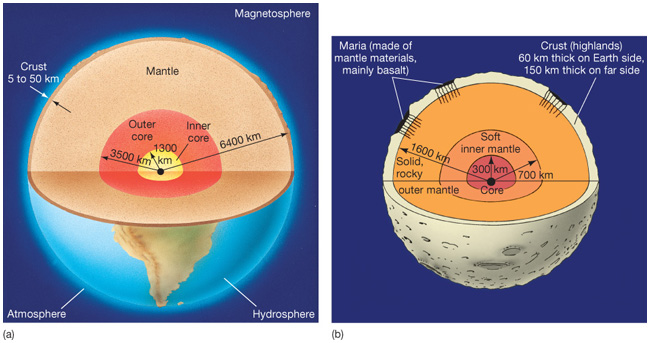 Magnetosphere
Crust
5 to 50 km
Mantle
Outer
core
Inner
core
1300
km
3500 km
6400 km
Atmosphere
Hydrosphere
(a)
Maria (made of
mantle materials,
mainly basalt)
Crust (highlands)
60 km thick on Earth side,
150 km thick on far side
Soft
inner mantle
1600 km
Solid,
rocky
outer mantle
300 km
700 km
Core
(b)